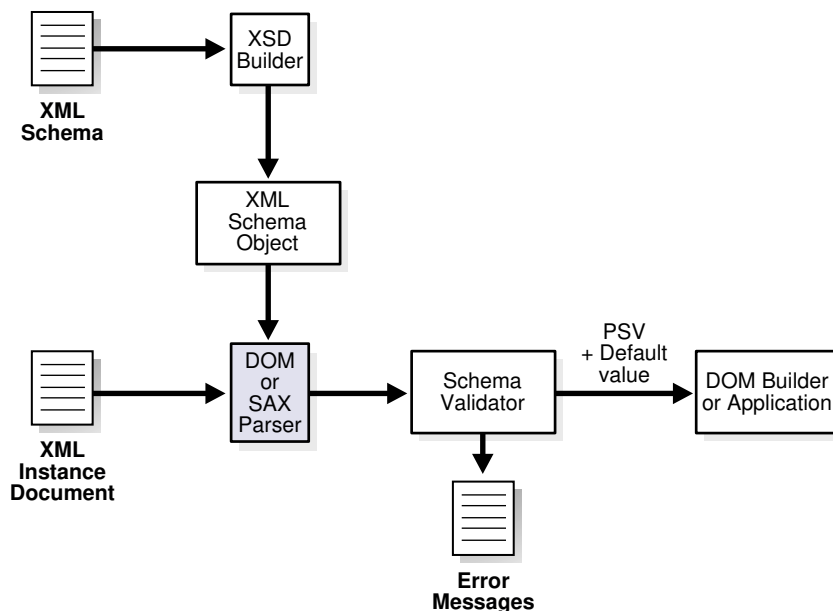 XSD
Builder
XML
Schema
XML
Schema
Object
DOM
or
SAX
Parser
Schema
Validator
PSV
+ Default
value
DOM Builder
or Application
XML
Instance
Document
Error
Messages